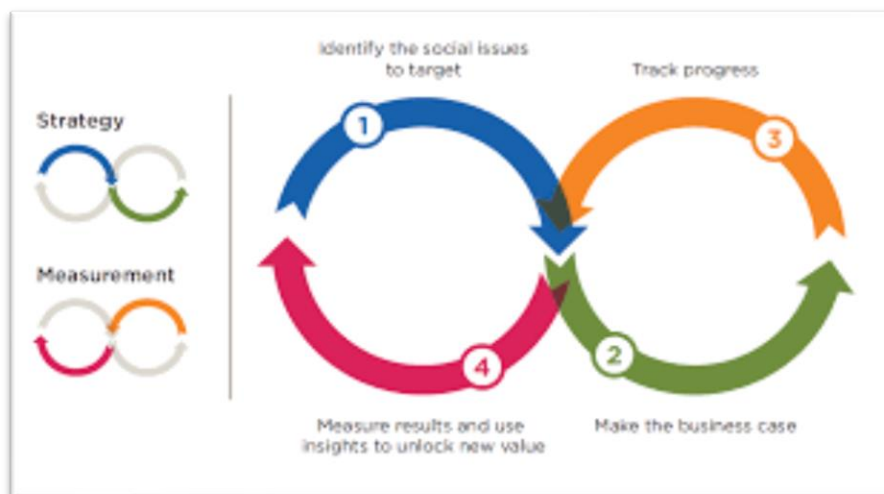 Strategy
Measurement
Identify the social issues
to target
1
Make the business case
2
Track progress
3
Measure results and use
insights to unlock new value
4